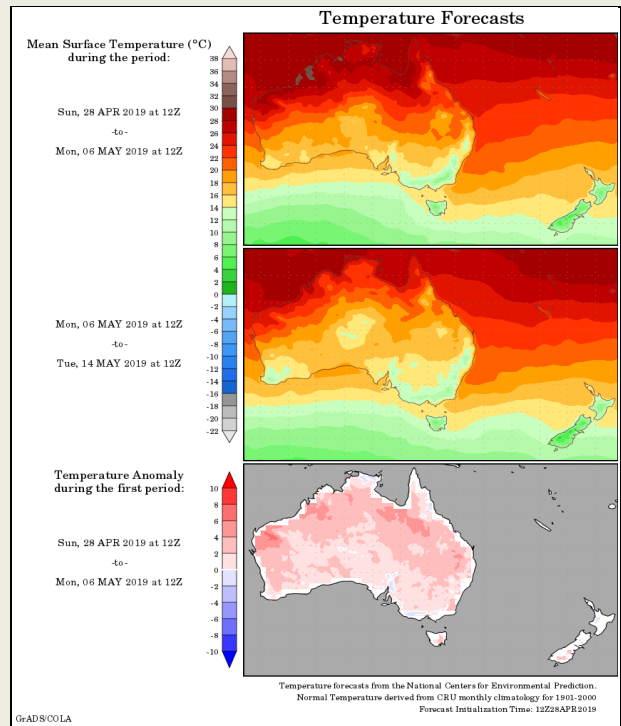 Temperature Forecasts
Mean Surface Temperature (°C)
during the period:
38
36
34
32
30
28
26
24
22
20
18
16
14
12
10
8
6
4
2
0
-2
-4
-6
-8
-10
-12
-14
-16
-18
-20
-22
Sun, 28 APR 2019 at 12Z
-to-
Mon, 06 MAY 2019 at 12Z
Mon, 06 MAY 2019 at 12Z
-to-
Tue, 14 MAY 2019 at 12Z
Temperature Anomaly
during the first period:
10
8
6
4
2
0
-2
-4
-6
-8
-10
Sun, 28 APR 2019 at 12Z
-to-
Mon, 06 MAY 2019 at 12Z
Temperature forecasts from the National Centers for Environmental Prediction.
Normal Temperature derived from CRU monthly climatology for 1901-2000
Forecast Initialization Time: 12Z28APR2019
GrADS/COLA